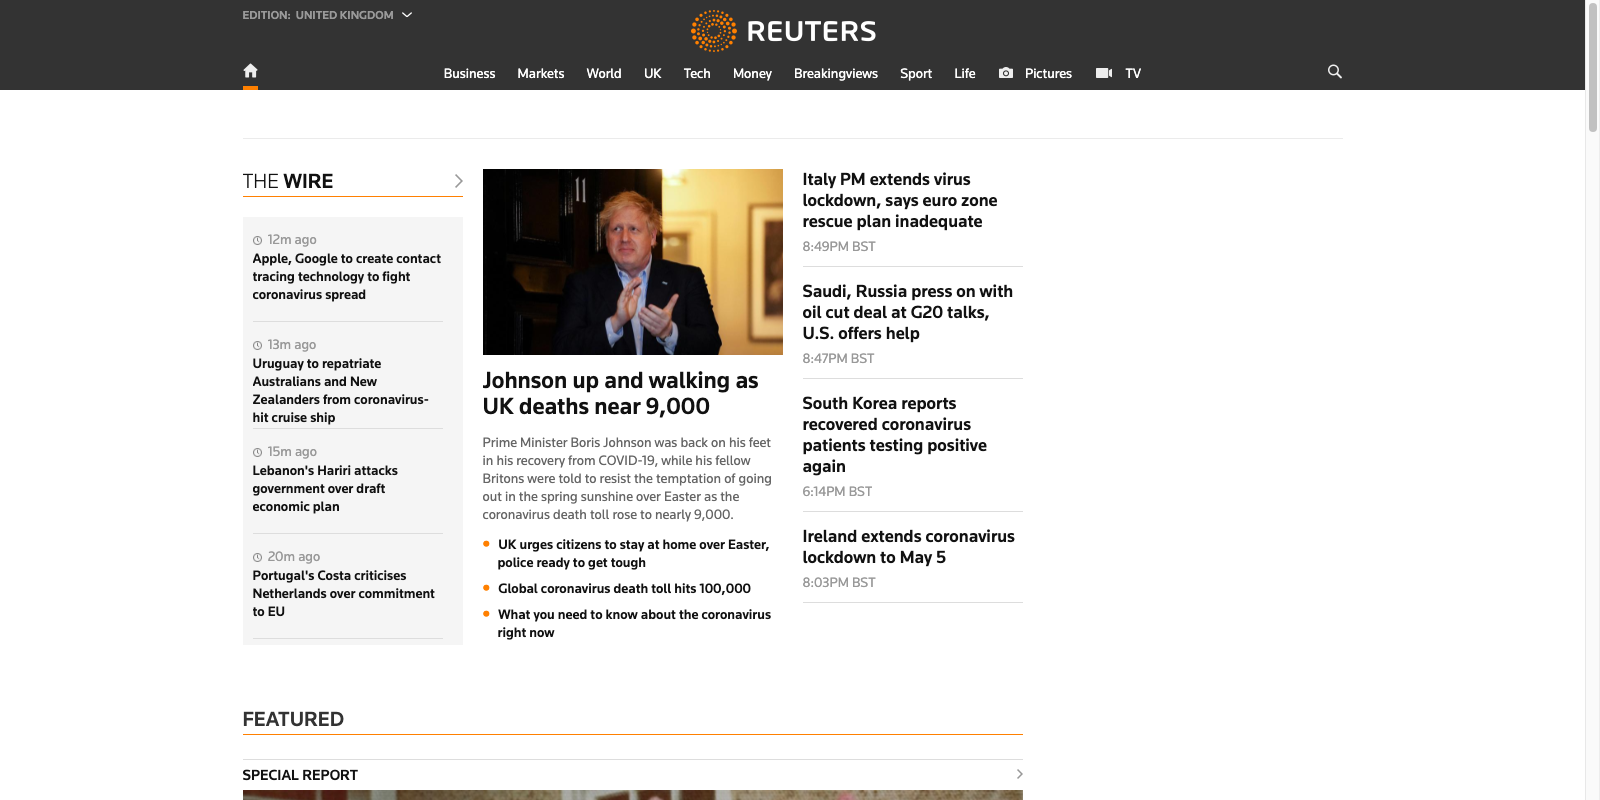 EDITION: UNITED KINGDOM
REUTERS
Business Markets World UK Tech Money Breakingviews Sport Life Pictures TV
THE WIRE
12m ago
Apple, Google to create contact
tracing technology to fight
coronavirus spread
13m ago
Uruguay to repatriate
Australians and New
Zealanders from coronavirus-
hit cruise ship
15m ago
Lebanon's Hariri attacks
government over draft
economic plan
20m ago
Portugal's Costa criticises
Netherlands over commitment
to EU
11
Johnson up and walking as
UK deaths near 9,000
Prime Minister Boris Johnson was back on his feet
in his recovery from COVID-19, while his fellow
Britons were told to resist the temptation of going
out in the spring sunshine over Easter as the
coronavirus death toll rose to nearly 9,000.
UK urges citizens to stay at home over Easter,
police ready to get tough
Global coronavirus death toll hits 100,000
What you need to know about the coronavirus
right now
Italy PM extends virus
lockdown, says euro zone
rescue plan inadequate
8:49PM BST
Saudi, Russia press on with
oil cut deal at G20 talks,
U.S. offers help
8:47PM BST
South Korea reports
recovered coronavirus
patients testing positive
again
6:14PM BST
Ireland extends coronavirus
lockdown to May 5
8:03PM BST
FEATURED
SPECIAL REPORT